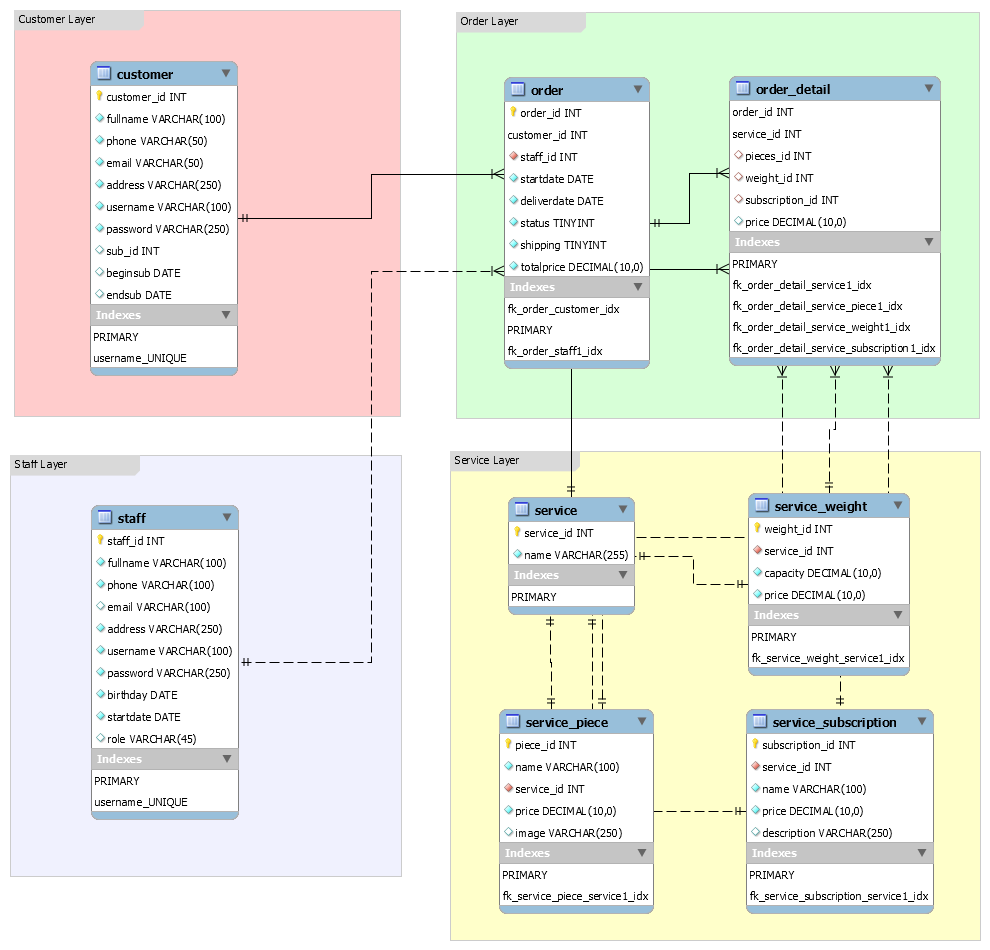 Customer Layer
customer
customer_id INT
fullname VARCHAR(100)
phone VARCHAR(50)
email VARCHAR(50)
address VARCHAR(250)
username VARCHAR(100)
password VARCHAR(250)
sub_id INT
beginsub DATE
endsub DATE
Indexes
PRIMARY
username_UNIQUE
Order Layer
order
order_id INT
customer_id INT
staff_id INT
startdate DATE
deliverdate DATE
status TINYINT
shipping TINYINT
totalprice DECIMAL(10,0)
Indexes
fk_order_customer_idx
PRIMARY
fk_order_staff1_idx
order_detail
order_id INT
service_id INT
pieces_id INT
weight_id INT
subscription_id INT
price DECIMAL(10,0)
Indexes
PRIMARY
fk_order_detail_service1_idx
fk_order_detail_service_piece1_idx
fk_order_detail_service_weight1_idx
fk_order_detail_service_subscription1_idx
Staff Layer
staff
staff_id INT
fullname VARCHAR(100)
phone VARCHAR(100)
email VARCHAR(100)
address VARCHAR(250)
username VARCHAR(100)
password VARCHAR(250)
birthday DATE
startdate DATE
role VARCHAR(45)
Indexes
PRIMARY
username_UNIQUE
Service Layer
service
service_id INT
name VARCHAR(255)
Indexes
PRIMARY
service_weight
weight_id INT
service_id INT
capacity DECIMAL(10,0)
price DECIMAL(10,0)
Indexes
PRIMARY
fk_service_weight_service1_idx
service_piece
piece_id INT
name VARCHAR(100)
service_id INT
price DECIMAL(10,0)
image VARCHAR(250)
Indexes
PRIMARY
fk_service_piece_service1_idx
service_subscription
subscription_id INT
service_id INT
name VARCHAR(100)
price DECIMAL(10,0)
description VARCHAR(250)
Indexes
PRIMARY
fk_service_subscription_service1_idx